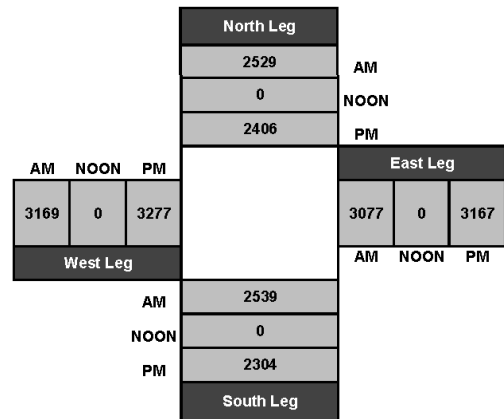 North Leg
2529 AM
0 NOON
2406 PM
AM NOON PM
East Leg
3169 0 3277
3077 0 3167
West Leg
AM NOON PM
AM 2539
NOON 0
PM 2304
South Leg